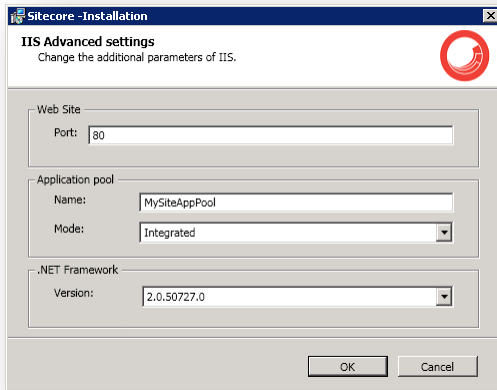 Sitecore -Installation
IIS Advanced settings
Change the additional parameters of IIS.
Web Site
Port: 80
Application pool
Name: MySiteAppPool
Mode: Integrated
.NET Framework
Version: 2.0.50727.0
OK Cancel